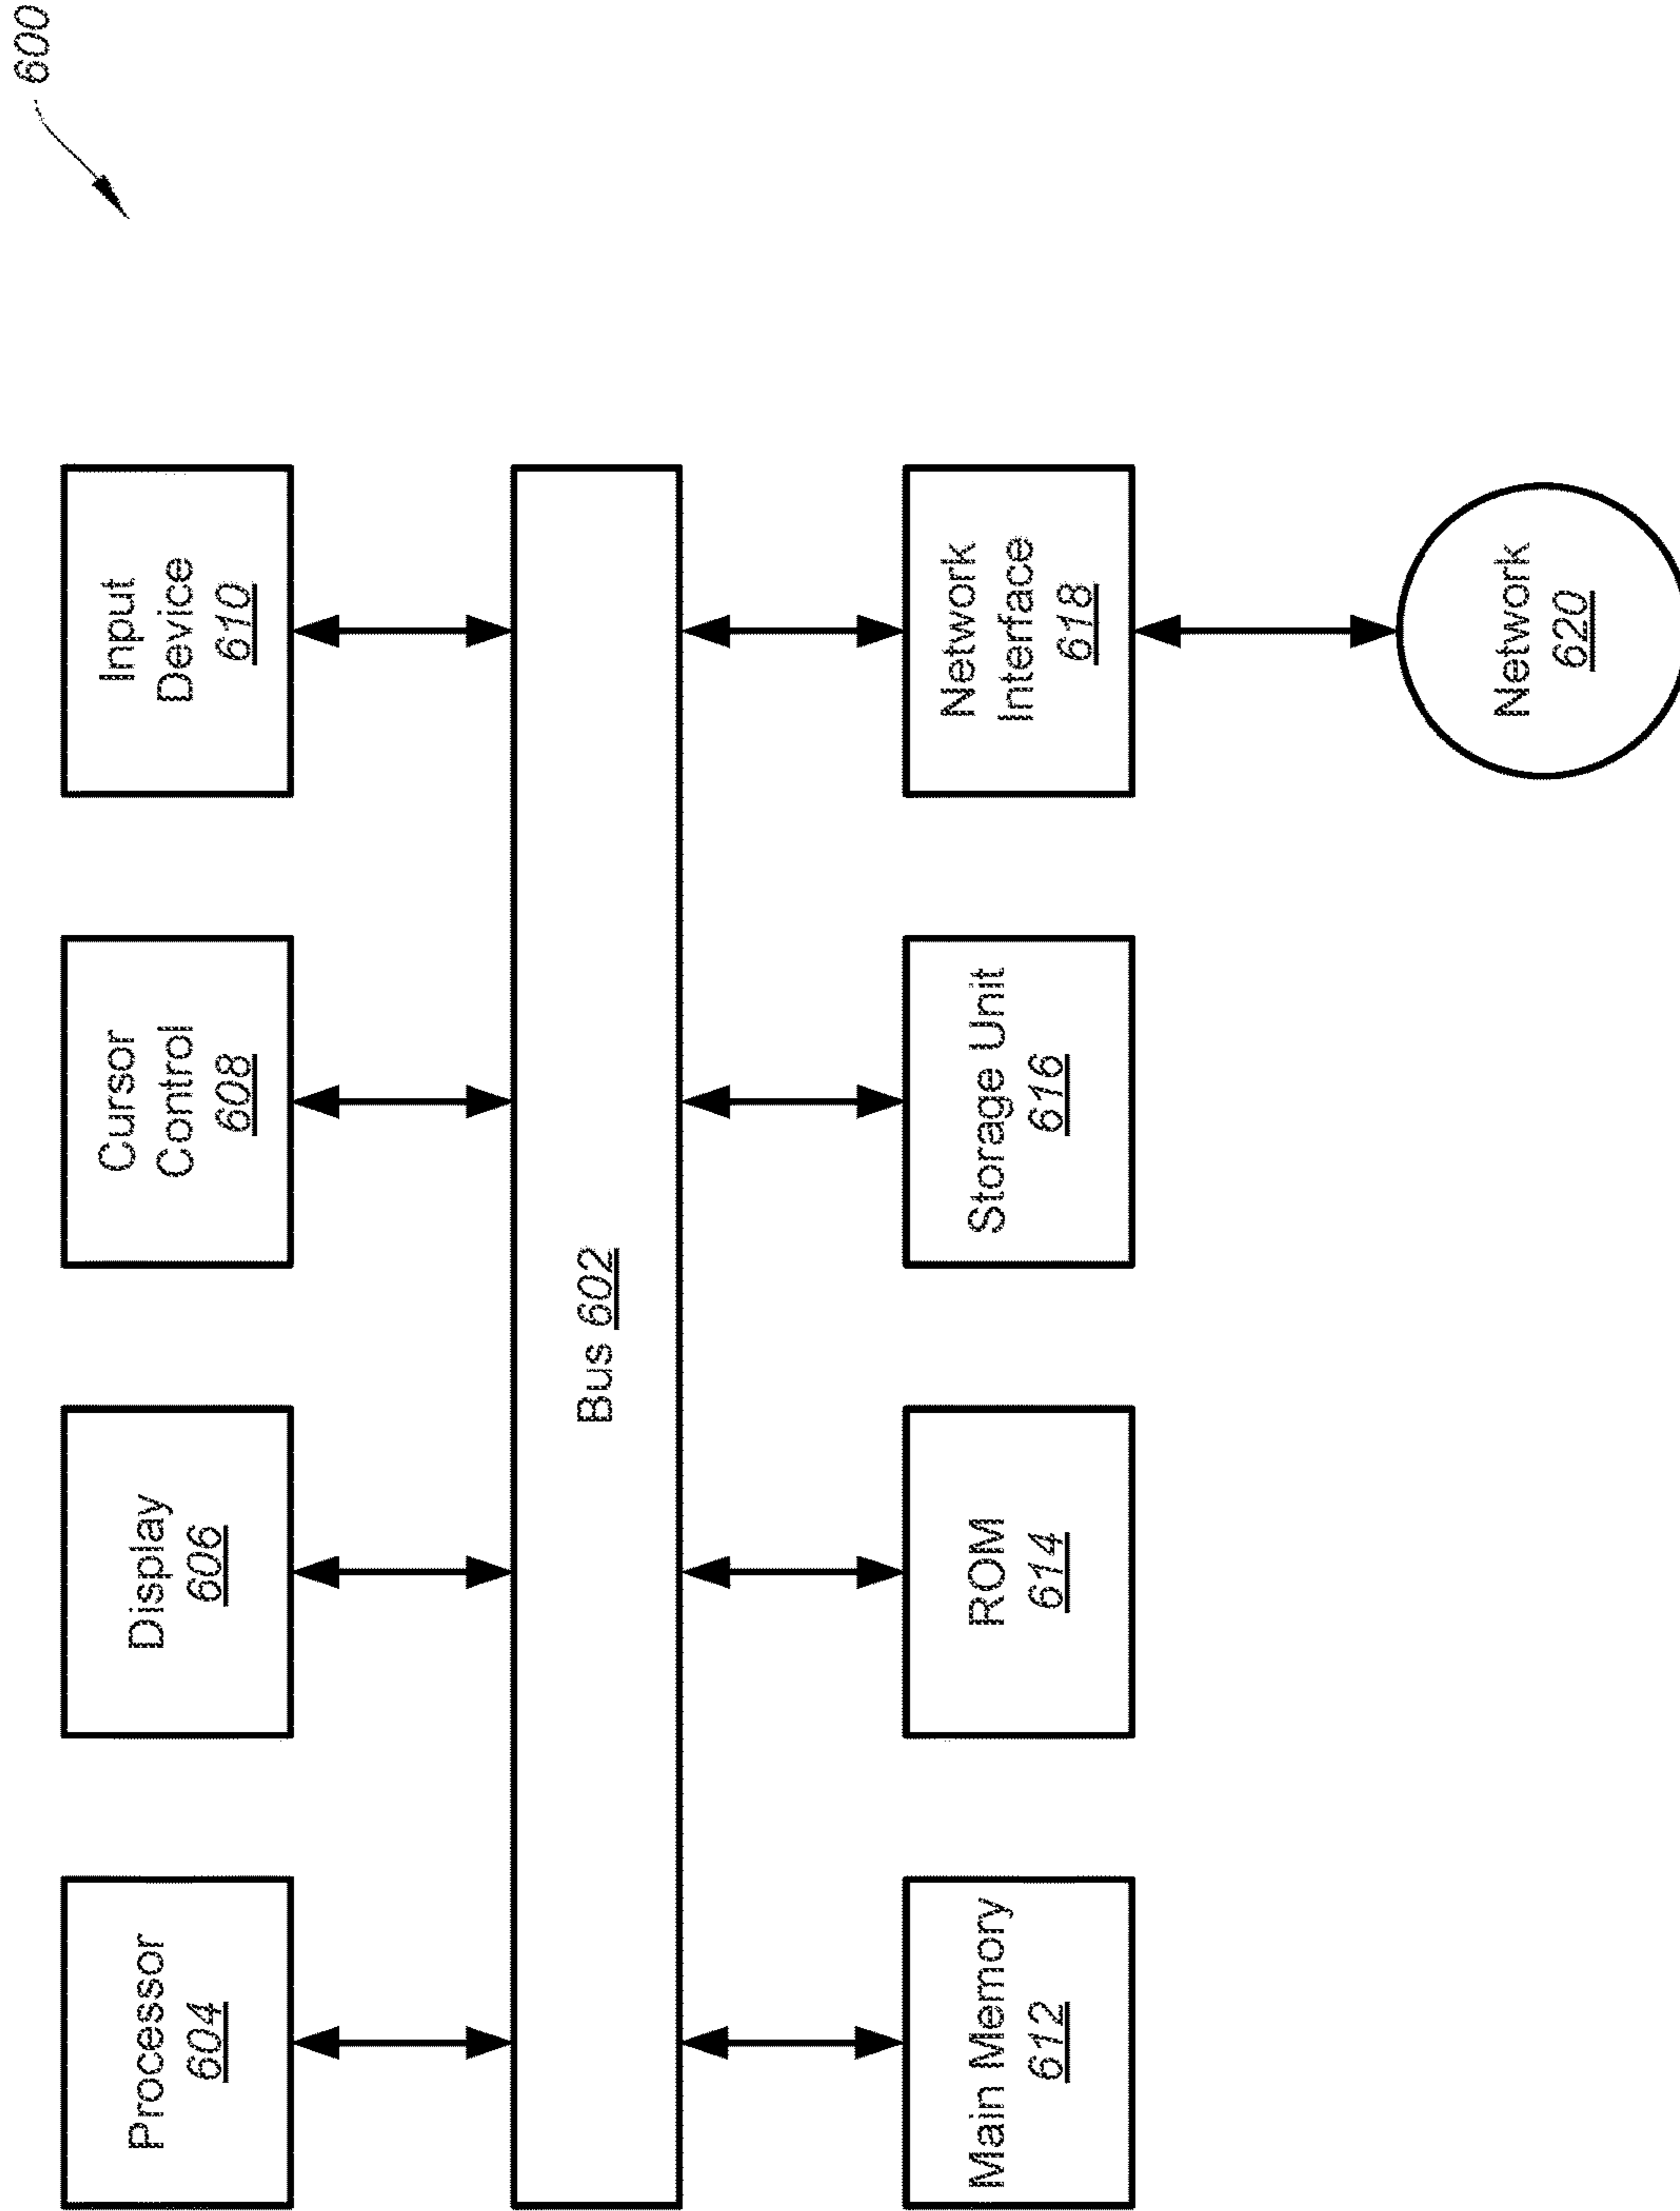 600
Processor
604
Display
606
Cursor
Control
608
Input
Device
610
Bus 602
Main Memory
612
ROM
614
Storage Unit
616
Network
Interface
618
Network
620